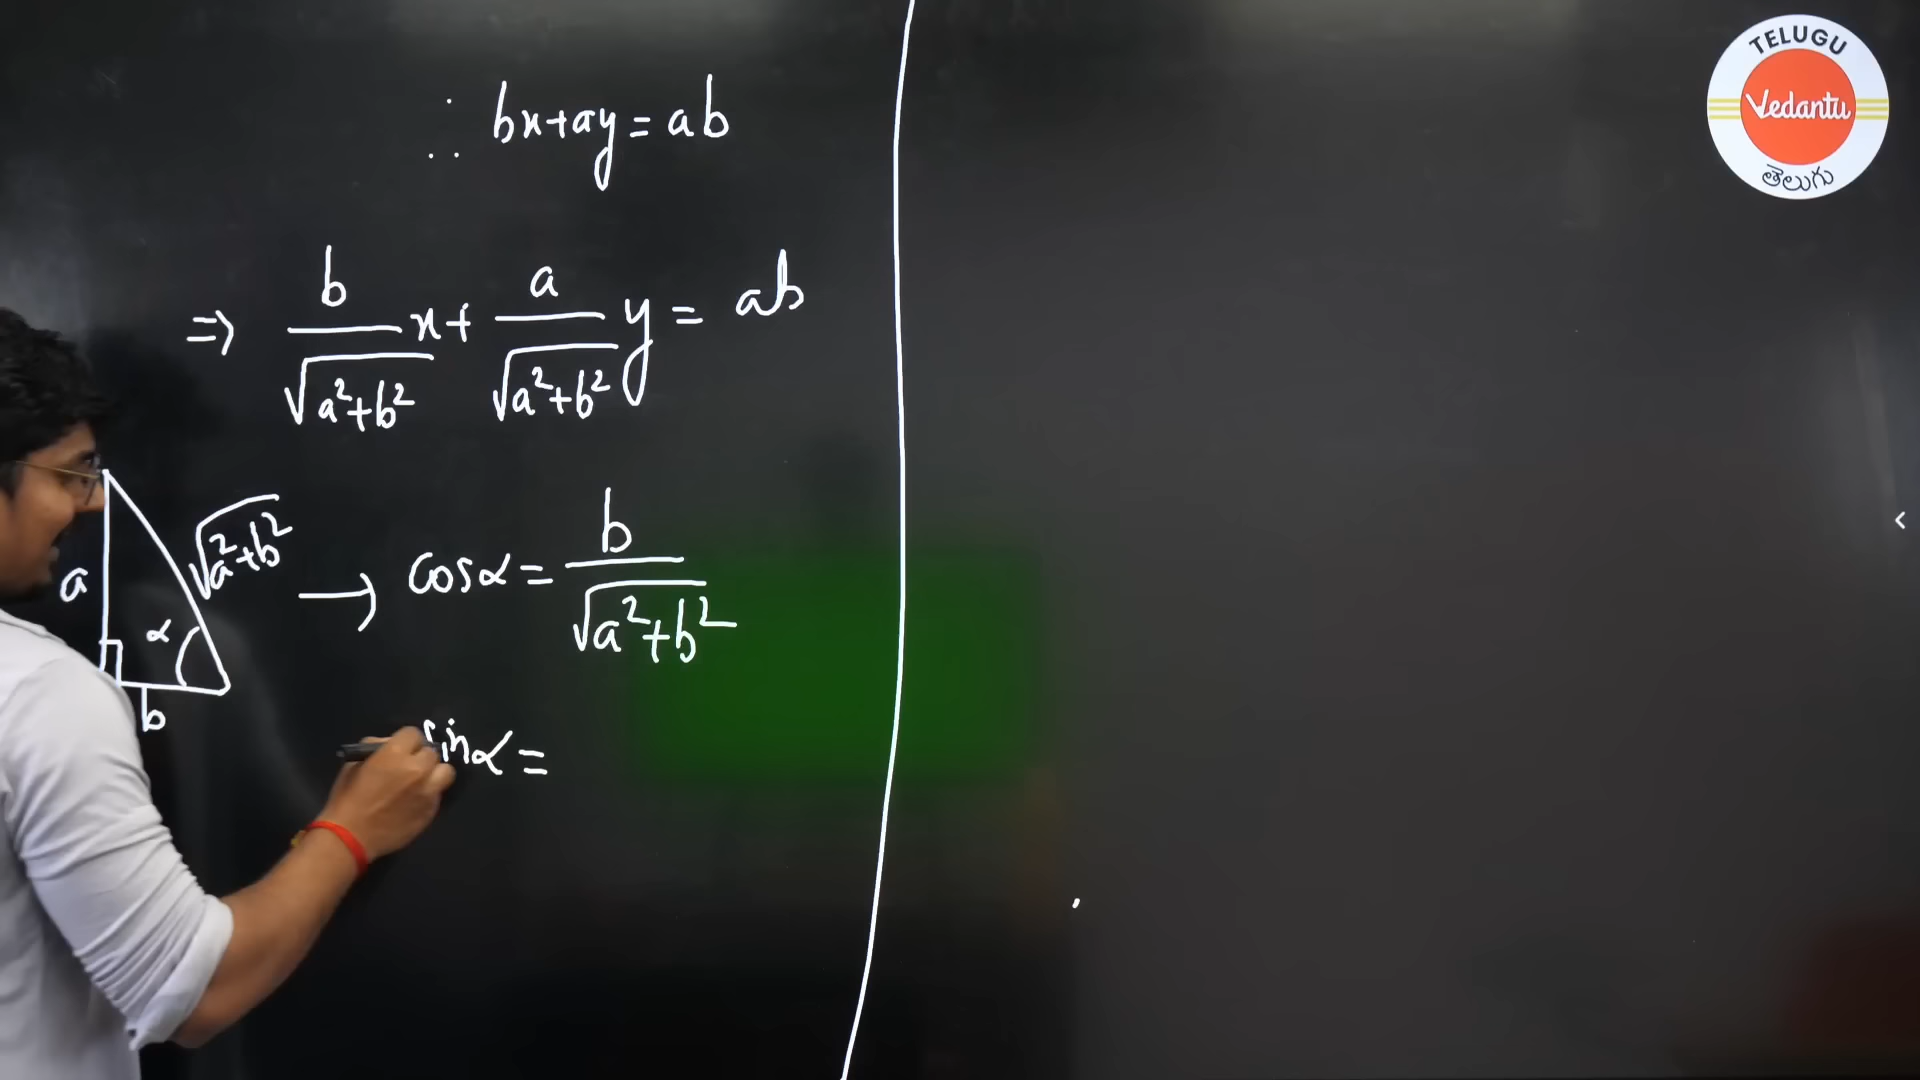 ∴ bx+ay=ab
⇒ b/√a²+b² x+ a/√a²+b² y= ab
a
√a²+b²
α
b
→ cosα = b/√a²+b²
sinα =
TELUGU
Vedantu
తెలుగు